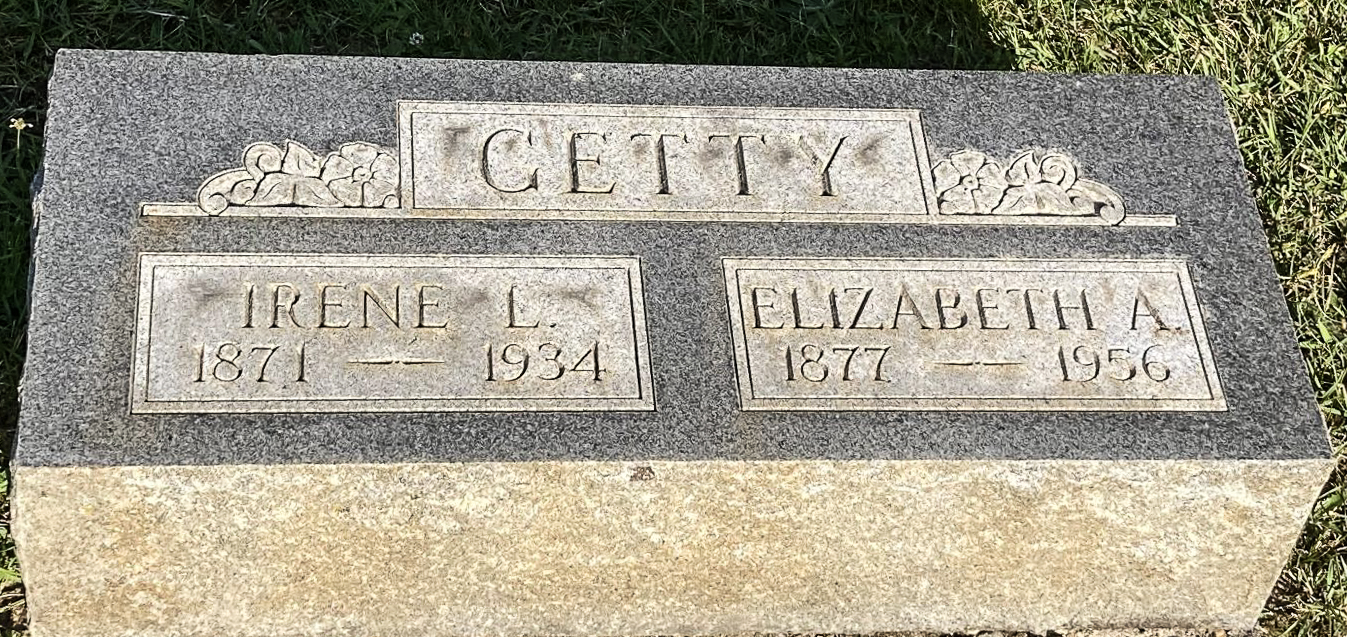 GETTY
IRENE L.
1871 — 1934
ELIZABETH A.
1877 — 1956